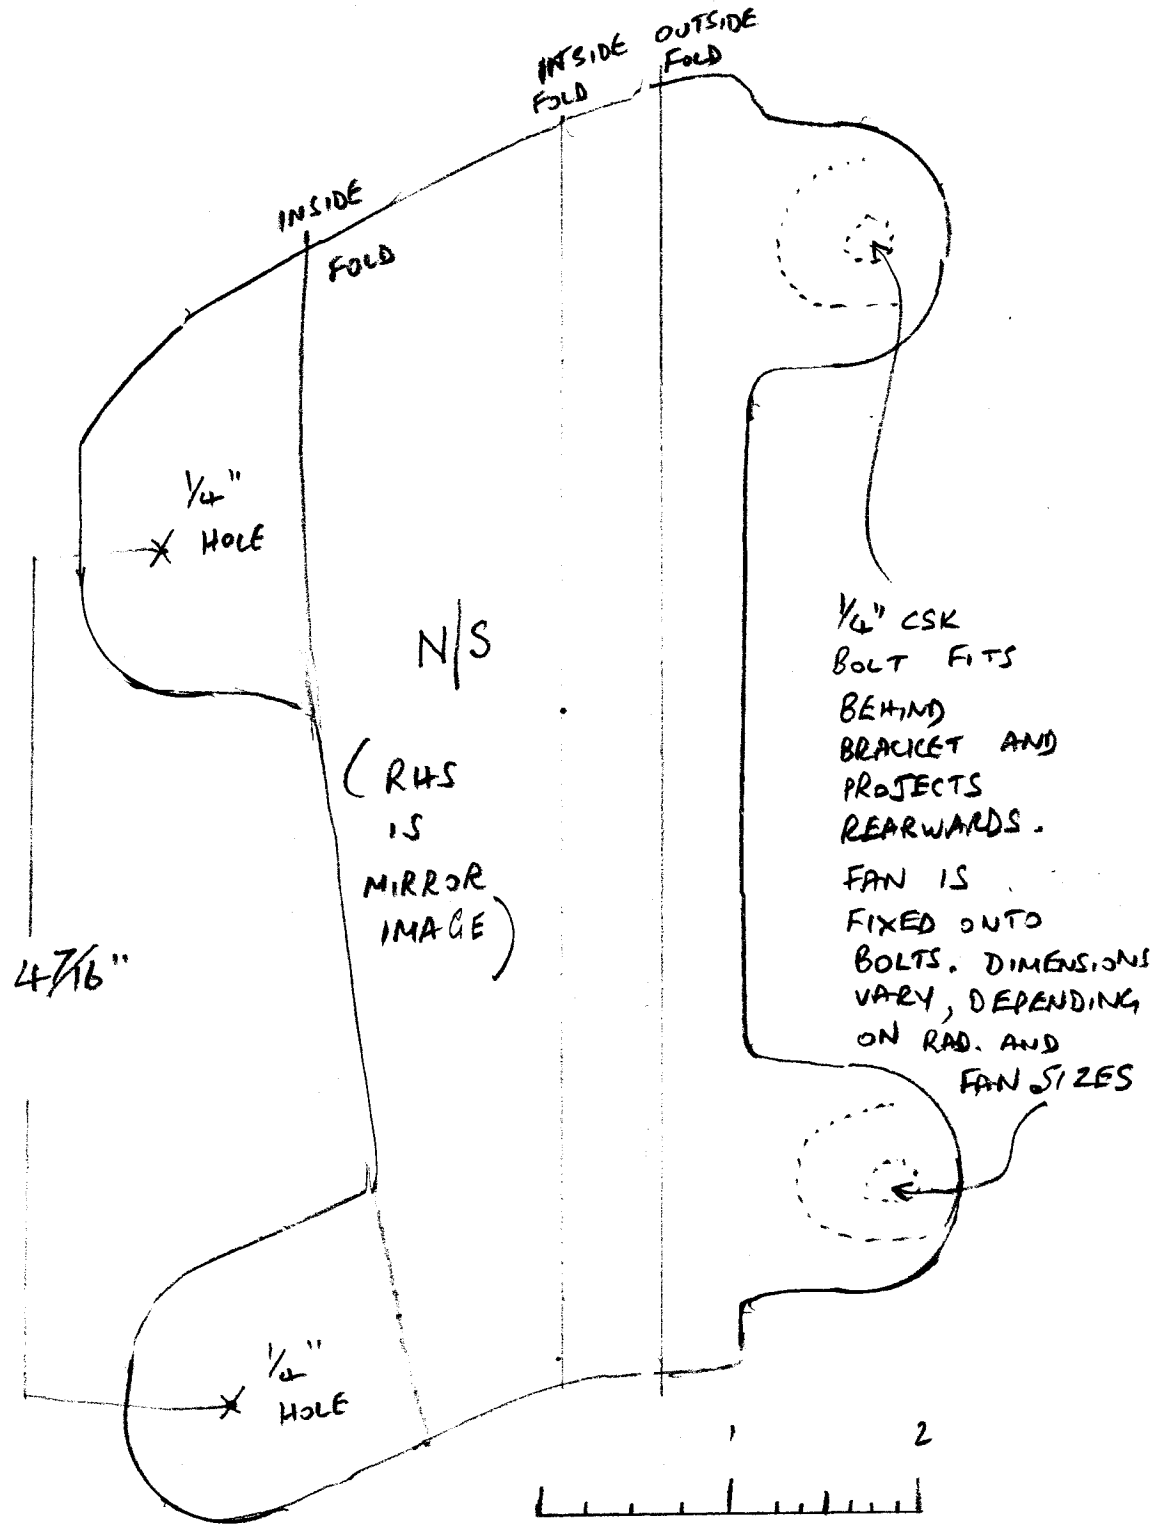 INSIDE OUTSIDE
FOLD FOLD
INSIDE
FOLD
1/4"
HOLE
N/S
(RHS
IS
MIRROR
IMAGE)
4 7/16"
1/4" CSK
BOLT FITS
BEHIND
BRACKET AND
PROJECTS
REARWARDS.
FAN IS
FIXED ONTO
BOLTS. DIMENSIONS
VARY, DEPENDING
ON RAD. AND
FAN SIZES
1/4"
HOLE
1 2